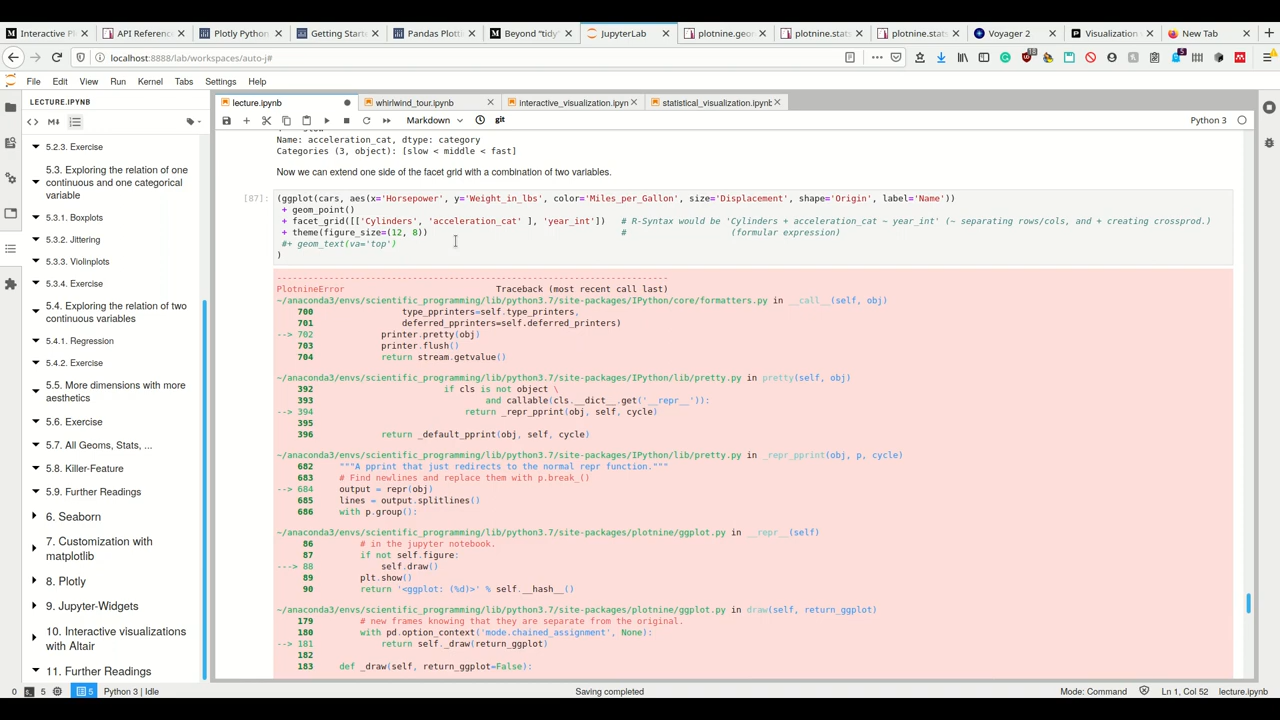 Interactive Pl
API Reference
Plotly Python
Getting Starte
Pandas Plotti
Beyond "tidy"
JupyterLab
plotnine.geor
plotnine.stats
plotnine.stats
Voyager 2
Visualization
New Tab
localhost:8888/lab/workspaces/auto-j#
File Edit View Run Kernel Tabs Settings Help
LECTURE.IPYNB
lecture.ipynb
whirlwind_tour.ipynb
interactive_visualization.ipyn
statistical_visualization.ipynb
Markdown
git
Python 3
5.2.3. Exercise
5.3. Exploring the relation of one
continuous and one categorical
variable
5.3.1. Boxplots
5.3.2. Jittering
5.3.3. Violinplots
5.3.4. Exercise
5.4. Exploring the relation of two
continuous variables
5.4.1. Regression
5.4.2. Exercise
5.5. More dimensions with more
aesthetics
5.6. Exercise
5.7. All Geoms, Stats, ...
5.8. Killer-Feature
5.9. Further Readings
6. Seaborn
7. Customization with
matplotlib
8. Plotly
9. Jupyter-Widgets
10. Interactive visualizations
with Altair
11. Further Readings
Name: acceleration_cat, dtype: category
Categories (3, object): [slow < middle < fast]
Now we can extend one side of the facet grid with a combination of two variables.
[87]:
(ggplot(cars, aes(x='Horsepower', y='Weight_in_lbs', color='Miles_per_Gallon', size='Displacement', shape='Origin', label='Name'))
+ geom_point()
+ facet_grid([['Cylinders', 'acceleration_cat' ], 'year_int']) # R-Syntax would be 'Cylinders + acceleration_cat ~ year_int' (~ separating rows/cols, and + creating crossprod.)
+ theme(figure_size=(12, 8)) # (formular expression)
#+ geom_text(va='top')
)
---------------------------------------------------------------------------
PlotnineError Traceback (most recent call last)
~/anaconda3/envs/scientific_programming/lib/python3.7/site-packages/IPython/core/formatters.py in __call__(self, obj)
700 type_pprinters=self.type_printers,
701 deferred_pprinters=self.deferred_printers)
--> 702 printer.pretty(obj)
703 printer.flush()
704 return stream.getvalue()
~/anaconda3/envs/scientific_programming/lib/python3.7/site-packages/IPython/lib/pretty.py in pretty(self, obj)
392 if cls is not object \
393 and callable(cls.__dict__.get('__repr__')):
--> 394 return _repr_pprint(obj, self, cycle)
395
396 return _default_pprint(obj, self, cycle)
~/anaconda3/envs/scientific_programming/lib/python3.7/site-packages/IPython/lib/pretty.py in _repr_pprint(obj, p, cycle)
682 """A pprint that just redirects to the normal repr function."""
683 # Find newlines and replace them with p.break_()
--> 684 output = repr(obj)
685 lines = output.splitlines()
686 with p.group():
~/anaconda3/envs/scientific_programming/lib/python3.7/site-packages/plotnine/ggplot.py in __repr__(self)
86 # in the jupyter notebook.
87 if not self.figure:
---> 88 self.draw()
89 plt.show()
90 return '<ggplot: (%d)>' % self.__hash__()
~/anaconda3/envs/scientific_programming/lib/python3.7/site-packages/plotnine/ggplot.py in draw(self, return_ggplot)
179 # new frames knowing that they are separate from the original.
180 with pd.option_context('mode.chained_assignment', None):
--> 181 return self._draw(return_ggplot)
182
183 def _draw(self, return_ggplot=False):
0 5 5 Python 3 | Idle
Saving completed
Mode: Command
Ln 1, Col 52
lecture.ipynb